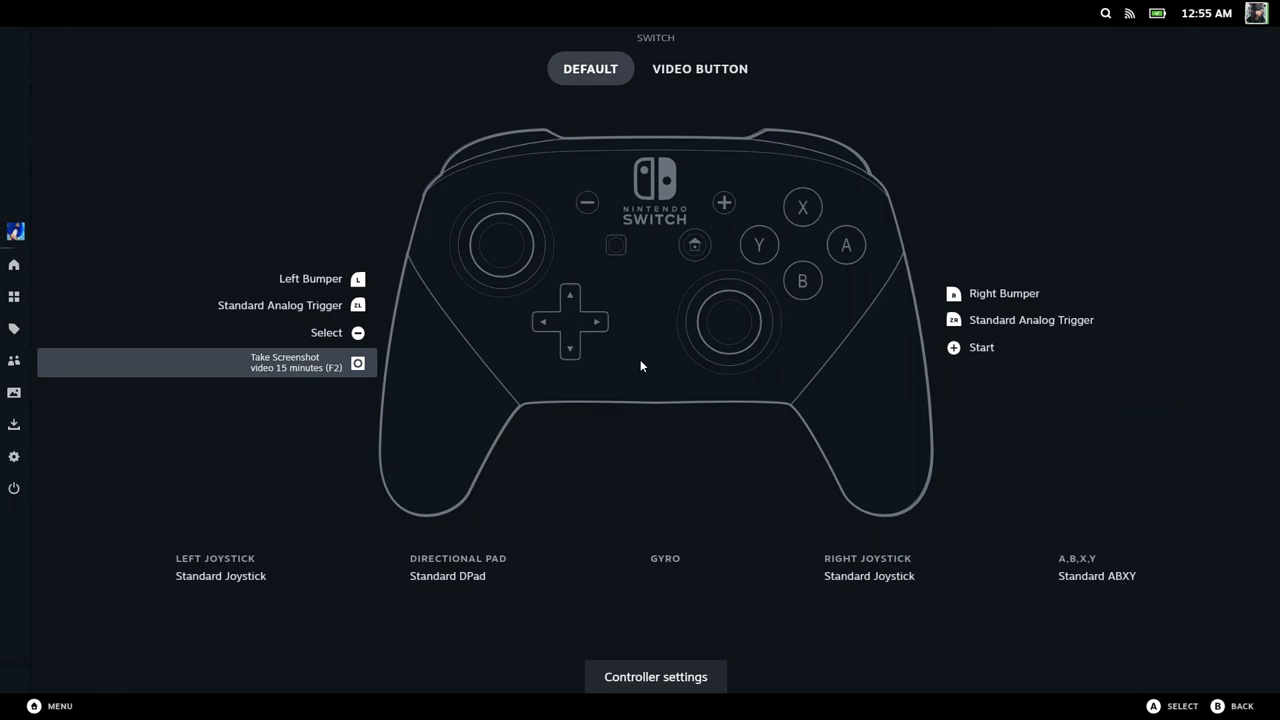 12:55 AM
SWITCH
DEFAULT
VIDEO BUTTON
NINTENDO
SWITCH
X
Y
A
B
Left Bumper L
Standard Analog Trigger ZL
Select
Take Screenshot
video 15 minutes (F2)
R Right Bumper
ZR Standard Analog Trigger
Start
LEFT JOYSTICK
Standard Joystick
DIRECTIONAL PAD
Standard DPad
GYRO
RIGHT JOYSTICK
Standard Joystick
A,B,X,Y
Standard ABXY
Controller settings
MENU
A SELECT
B BACK